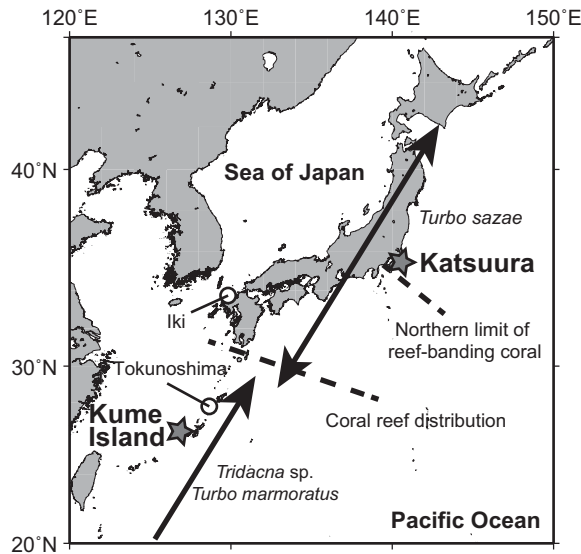 120°E
130°E
140°E
150°E
40°N
30°N
20°N
Sea of Japan
Turbo sazae
Katsuura
Iki
Northern limit of
reef-banding coral
Tokunoshima
Kume
Island
Coral reef distribution
Tridacna sp.
Turbo marmoratus
Pacific Ocean